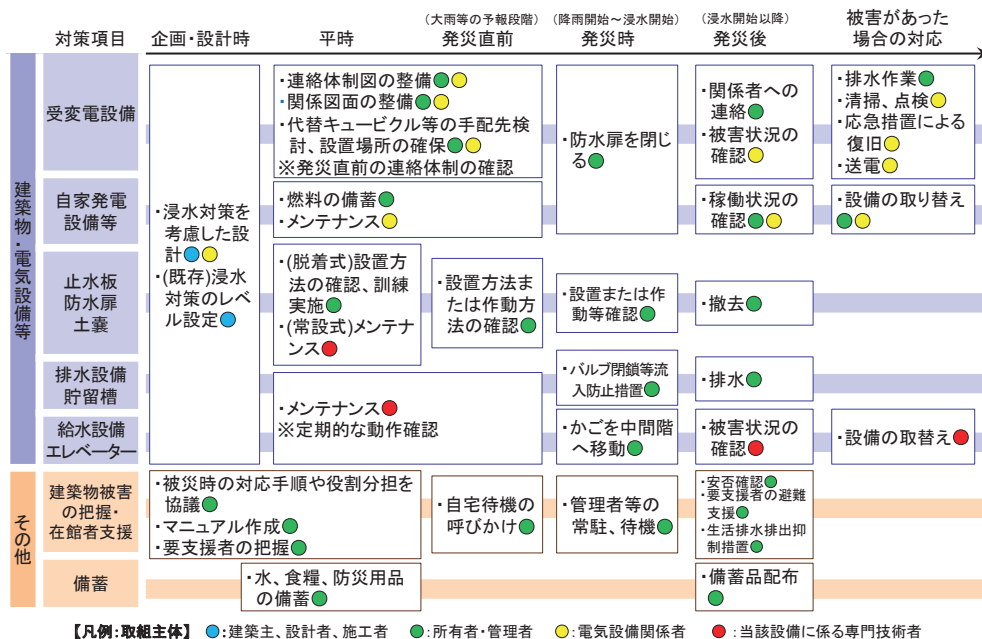 (大雨等の予報段階)
(降雨開始～浸水開始)
(浸水開始以降)
対策項目
企画・設計時
平時
発災直前
発災時
発災後
被害があった
場合の対応
建築物・電気設備等
受変電設備
自家発電
設備等
止水板
防水扉
土嚢
排水設備
貯留槽
給水設備
エレベーター
・浸水対策を
考慮した設
計
・(既存)浸水
対策のレベ
ル設定
・連絡体制図の整備
・関係図面の整備
・代替キュービクル等の手配先検
討、設置場所の確保
※発災直前の連絡体制の確認
・防水扉を閉じ
る
・関係者への
連絡
・被害状況の
確認
・排水作業
・清掃、点検
・応急措置による
復旧
・送電
・燃料の備蓄
・メンテナンス
・稼働状況の
確認
・設備の取り替え
・(脱着式)設置方
法の確認、訓練
実施
・(常設式)メンテナ
ンス
・設置方法ま
たは作動方
法の確認
・設置または作
動等確認
・撤去
・メンテナンス
※定期的な動作確認
・バルブ閉鎖等流
入防止措置
・排水
・かごを中間階
へ移動
・被害状況の
確認
・設備の取替え
その他
建築物被害
の把握・
在館者支援
備蓄
・被災時の対応手順や役割分担を
協議
・マニュアル作成
・要支援者の把握
・自宅待機の
呼びかけ
・管理者等の
常駐、待機
・安否確認
・要支援者の避難
支援
・生活排水排出抑
制措置
・水、食糧、防災用品
の備蓄
・備蓄品配布
【凡例：取組主体】 ：建築主、設計者、施工者 ：所有者・管理者 ：電気設備関係者 ：当該設備に係る専門技術者